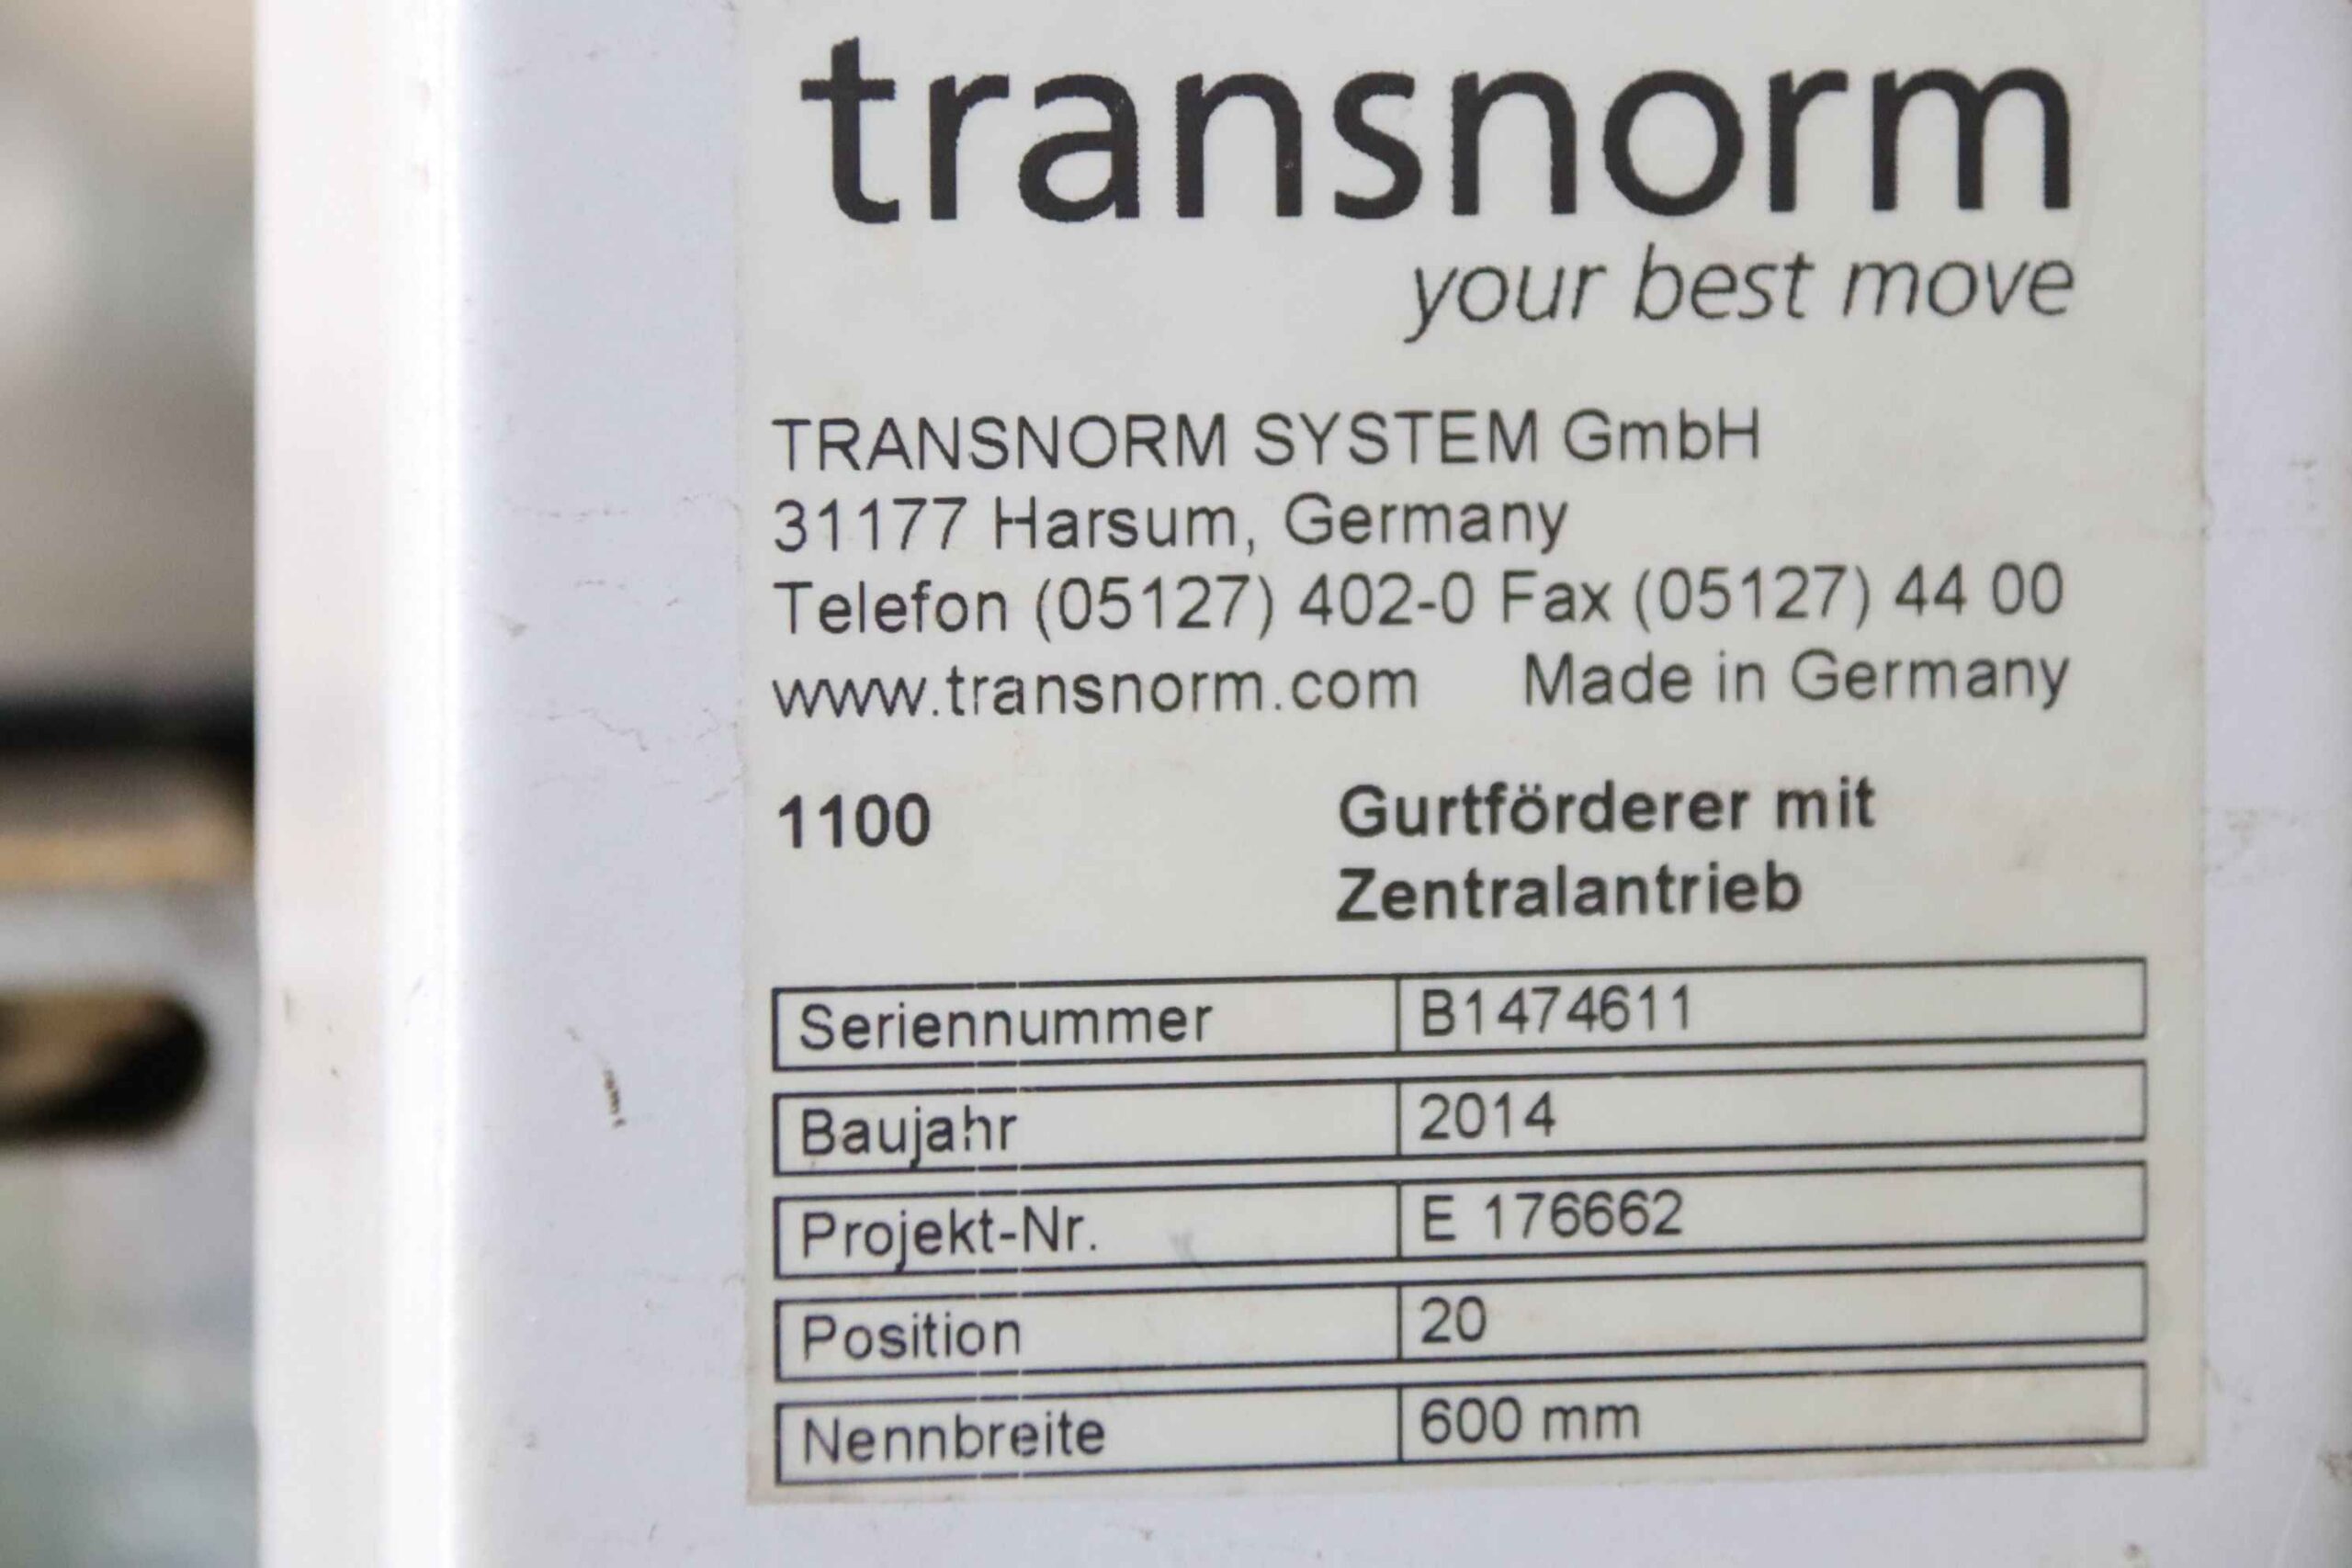 transnorm
your best move
TRANSNORM SYSTEM GmbH
31177 Harsum, Germany
Telefon (05127) 402-0 Fax (05127) 44 00
www.transnorm.com Made in Germany
1100 Gurtförderer mit
Zentralantrieb
Seriennummer B1474611
Baujahr 2014
Projekt-Nr. E 176662
Position 20
Nennbreite 600 mm